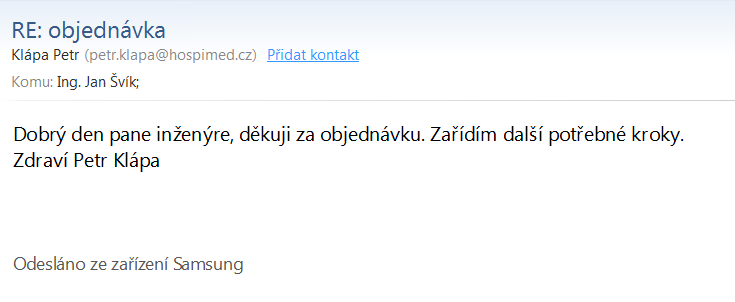 RE: objednávka
Klápa Petr (petr.klapa@hospimed.cz) Přidat kontakt
Komu: Ing. Jan Švík;
Dobrý den pane inženýre, děkuji za objednávku. Zařídím další potřebné kroky.
Zdraví Petr Klápa
Odesláno ze zařízení Samsung